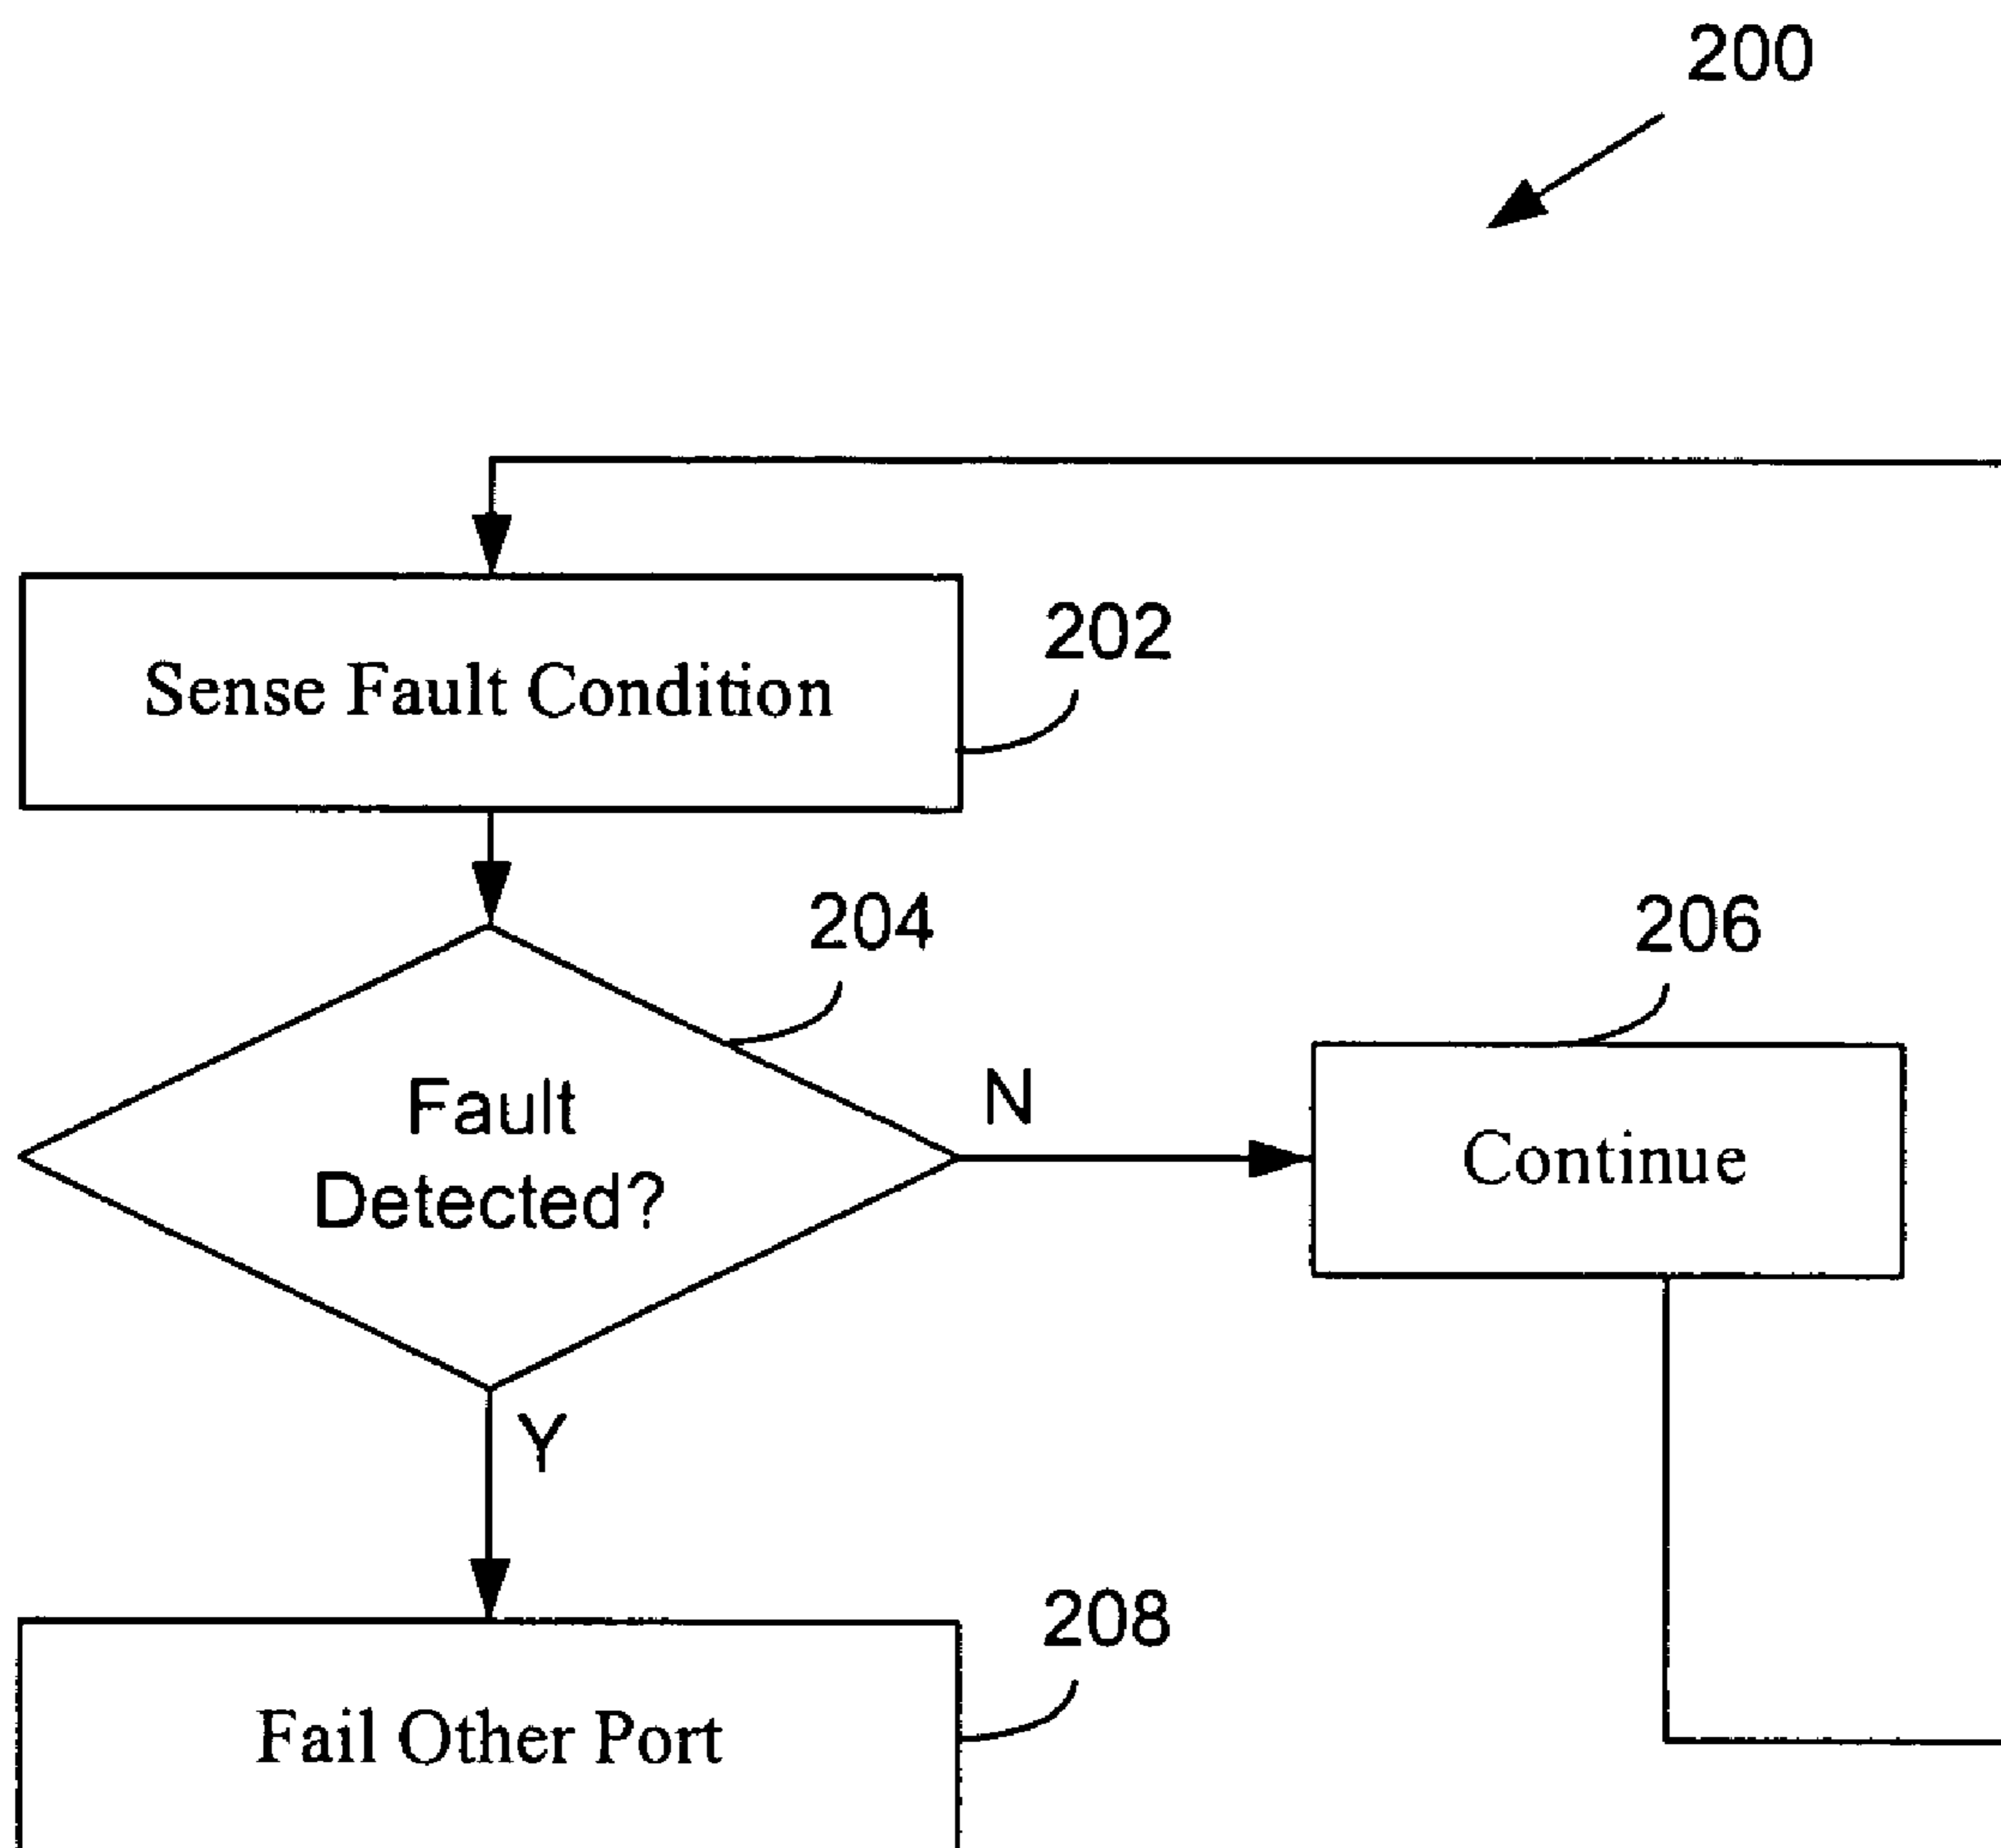 200
202
Sense Fault Condition
204
206
Fault
Detected?
N
Continue
Y
208
Fail Other Port